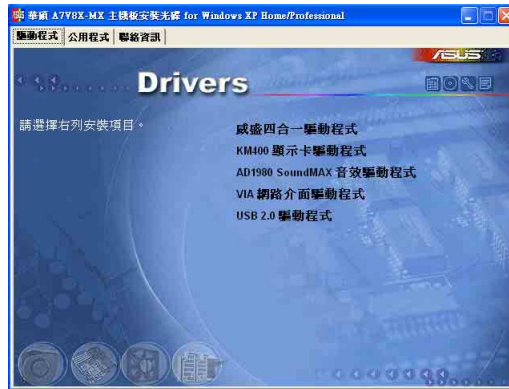 華碩 A7V8X-MX 主機板安裝光碟 for Windows XP Home/Professional
驅動程式 公用程式 聯絡資訊
ASUS
Drivers
請選擇右列安裝項目。
威盛四合一驅動程式
KM400 顯示卡驅動程式
AD1980 SoundMAX 音效驅動程式
VIA 網路介面驅動程式
USB 2.0 驅動程式